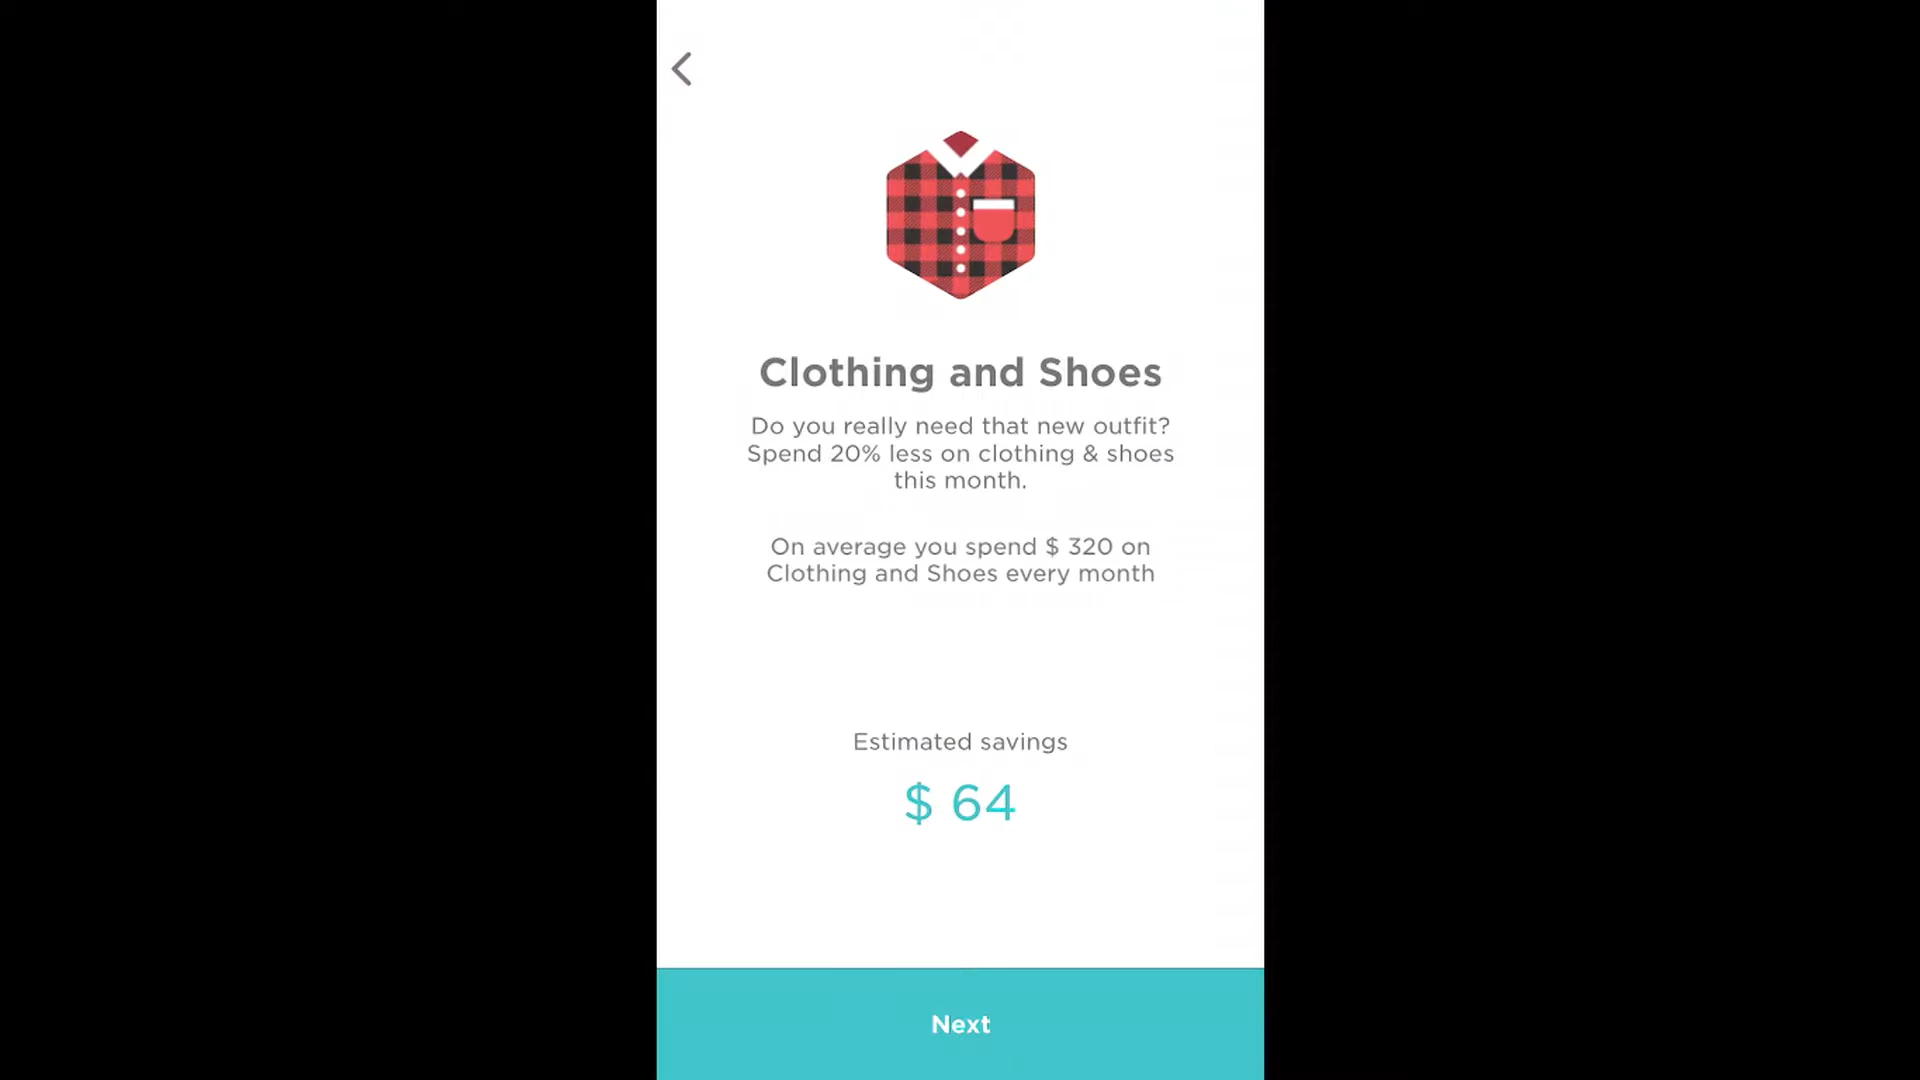 Clothing and Shoes
Do you really need that new outfit?
Spend 20% less on clothing & shoes
this month.
On average you spend $ 320 on
Clothing and Shoes every month
Estimated savings
$ 64
Next